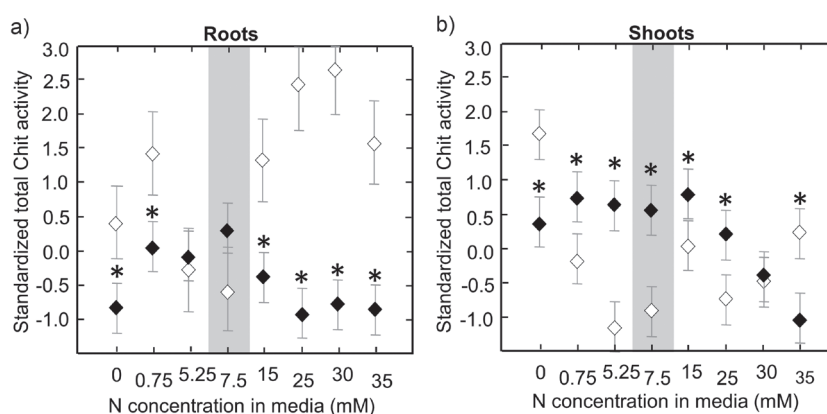 a)
Roots
Standardized total Chit activity
3.0
2.5
2.0
1.5
1.0
0.5
0.0
-0.5
-1.0
* * * * * *
0 0.75 5.25 7.5 15 25 30 35
N concentration in media (mM)
b)
Shoots
Standardized total Chit activity
3.0
2.5
2.0
1.5
1.0
0.5
0.0
-0.5
-1.0
* * * * * * *
0 0.75 5.25 7.5 15 25 30 35
N concentration in media (mM)